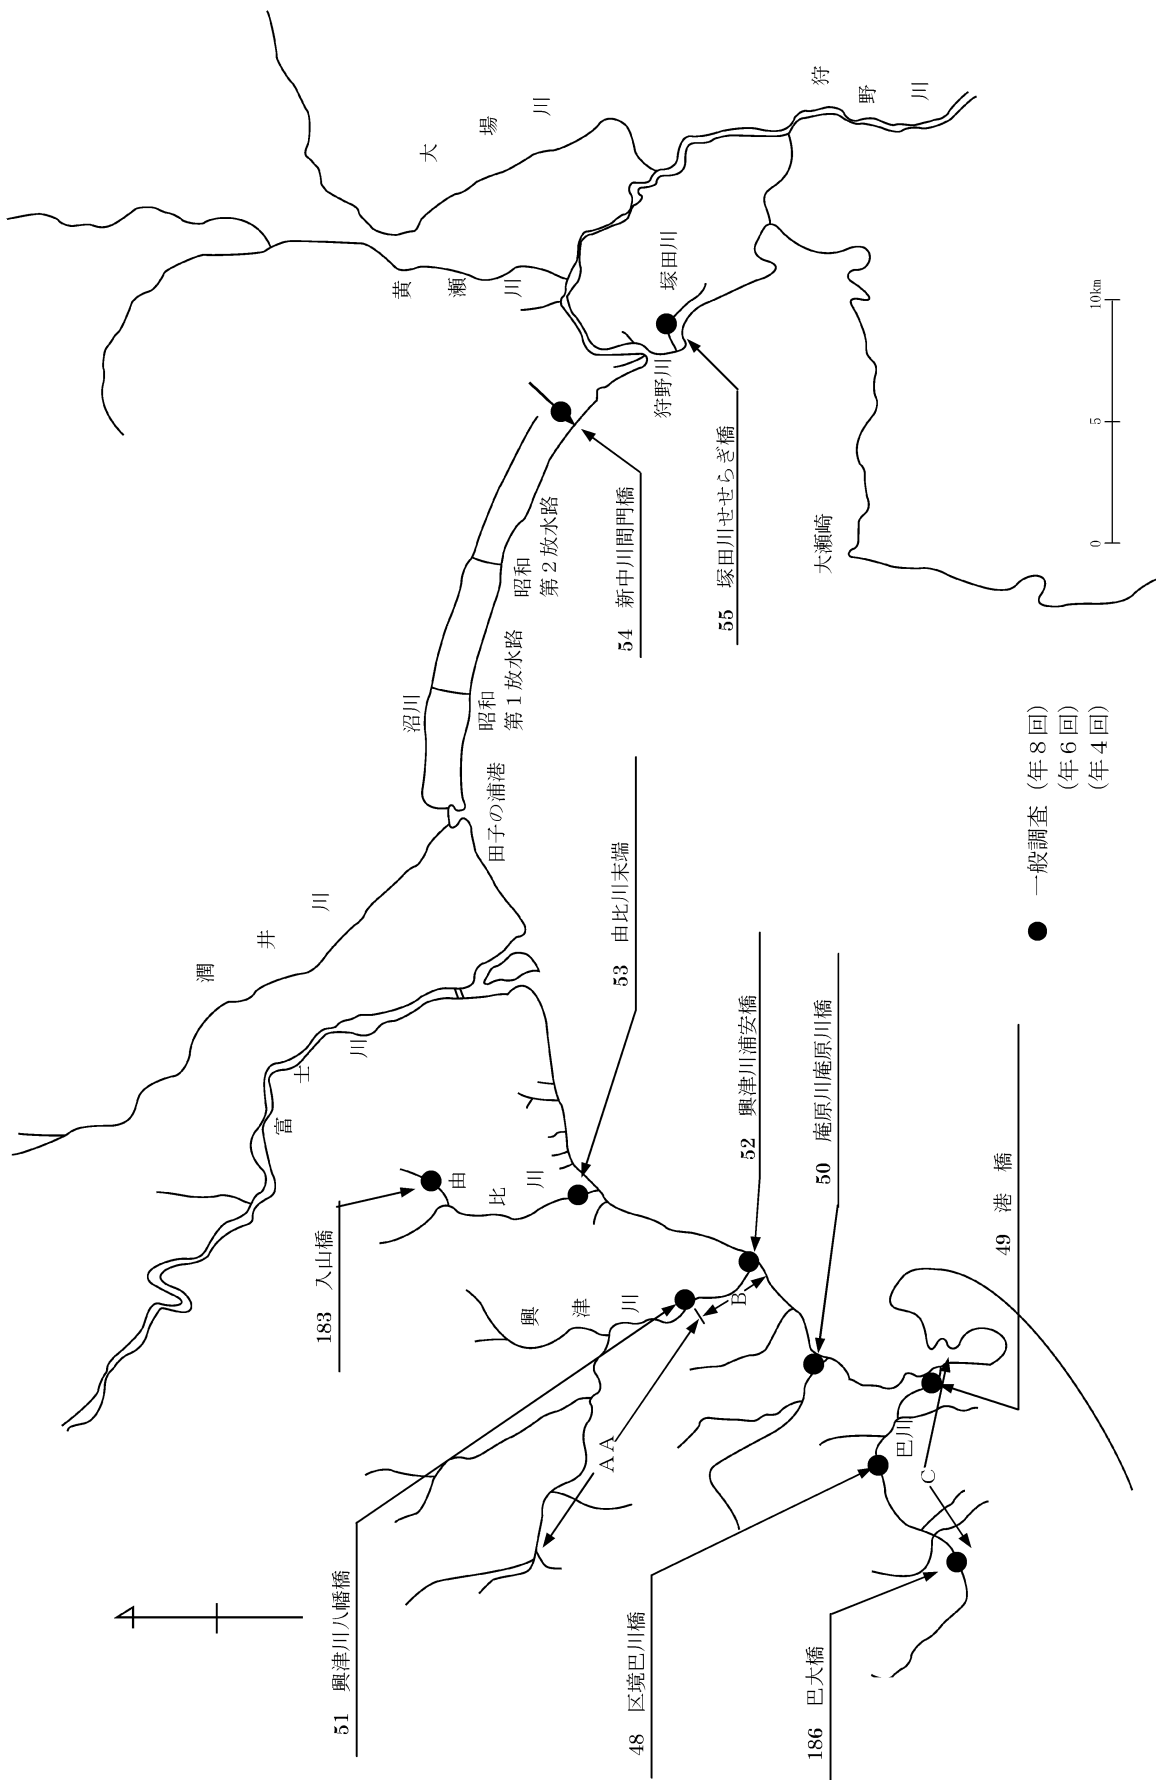 狩野川
大場川
黄瀬川
塚田川
狩野川
55 塚田川せせらぎ橋
54 新中川間門橋
大瀬崎
0 5 10km
昭和
第2放水路
昭和
第1放水路
沼川
田子の浦港
潤井川
富士川
53 由比川末端
由比川
183 入山橋
52 興津川浦安橋
50 庵原川庵原川橋
49 港 橋
興津川
B
AA
巴川
C
51 興津川八幡橋
48 区境巴川橋
186 巴大橋
● 一般調査 (年8回)
(年6回)
(年4回)